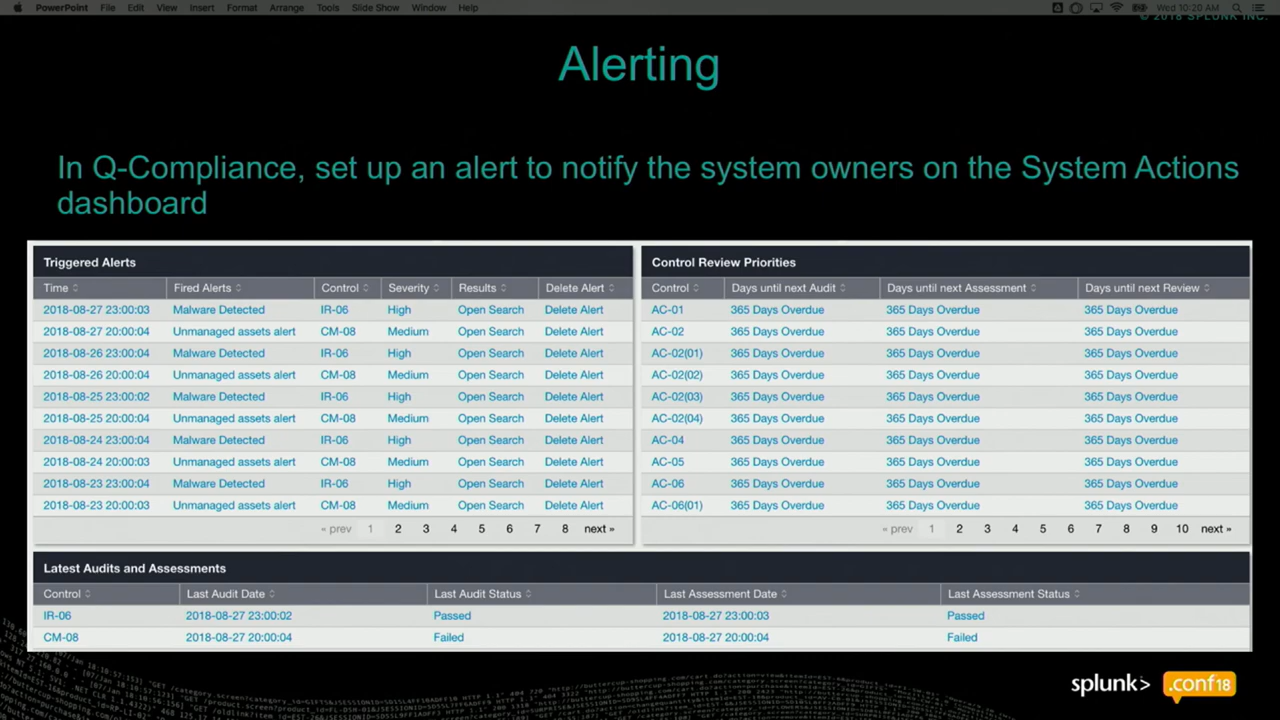 PowerPoint File Edit View Insert Format Arrange Tools Slide Show Window Help Wed 10:20 AM
© 2018 SPLUNK INC.
Alerting
In Q-Compliance, set up an alert to notify the system owners on the System Actions
dashboard
Triggered Alerts
Time Fired Alerts Control Severity Results Delete Alert
2018-08-27 23:00:03 Malware Detected IR-06 High Open Search Delete Alert
2018-08-27 20:00:04 Unmanaged assets alert CM-08 Medium Open Search Delete Alert
2018-08-26 23:00:04 Malware Detected IR-06 High Open Search Delete Alert
2018-08-26 20:00:04 Unmanaged assets alert CM-08 Medium Open Search Delete Alert
2018-08-25 23:00:02 Malware Detected IR-06 High Open Search Delete Alert
2018-08-25 20:00:04 Unmanaged assets alert CM-08 Medium Open Search Delete Alert
2018-08-24 23:00:04 Malware Detected IR-06 High Open Search Delete Alert
2018-08-24 20:00:03 Unmanaged assets alert CM-08 Medium Open Search Delete Alert
2018-08-23 23:00:04 Malware Detected IR-06 High Open Search Delete Alert
2018-08-23 20:00:03 Unmanaged assets alert CM-08 Medium Open Search Delete Alert
« prev 1 2 3 4 5 6 7 8 next »
Control Review Priorities
Control Days until next Audit Days until next Assessment Days until next Review
AC-01 365 Days Overdue 365 Days Overdue 365 Days Overdue
AC-02 365 Days Overdue 365 Days Overdue 365 Days Overdue
AC-02(01) 365 Days Overdue 365 Days Overdue 365 Days Overdue
AC-02(02) 365 Days Overdue 365 Days Overdue 365 Days Overdue
AC-02(03) 365 Days Overdue 365 Days Overdue 365 Days Overdue
AC-02(04) 365 Days Overdue 365 Days Overdue 365 Days Overdue
AC-04 365 Days Overdue 365 Days Overdue 365 Days Overdue
AC-05 365 Days Overdue 365 Days Overdue 365 Days Overdue
AC-06 365 Days Overdue 365 Days Overdue 365 Days Overdue
AC-06(01) 365 Days Overdue 365 Days Overdue 365 Days Overdue
« prev 1 2 3 4 5 6 7 8 9 10 next »
Latest Audits and Assessments
Control Last Audit Date Last Audit Status Last Assessment Date Last Assessment Status
IR-06 2018-08-27 23:00:02 Passed 2018-08-27 23:00:03 Passed
CM-08 2018-08-27 20:00:04 Failed 2018-08-27 20:00:04 Failed
splunk> .conf18